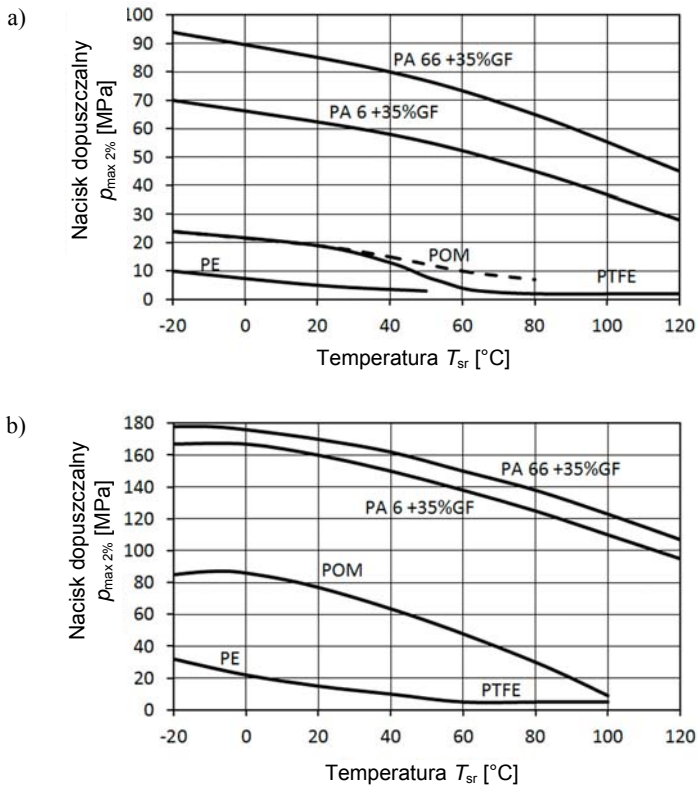 a)
Nacisk dopuszczalny
p max 2% [MPa]
100
90
80
70
60
50
40
30
20
10
0
PA 66 +35%GF
PA 6 +35%GF
POM
PE
PTFE
-20 0 20 40 60 80 100 120
Temperatura Tsr [°C]
b)
Nacisk dopuszczalny
p max 2% [MPa]
180
160
140
120
100
80
60
40
20
0
PA 66 +35%GF
PA 6 +35%GF
POM
PE
PTFE
-20 0 20 40 60 80 100 120
Temperatura Tsr [°C]